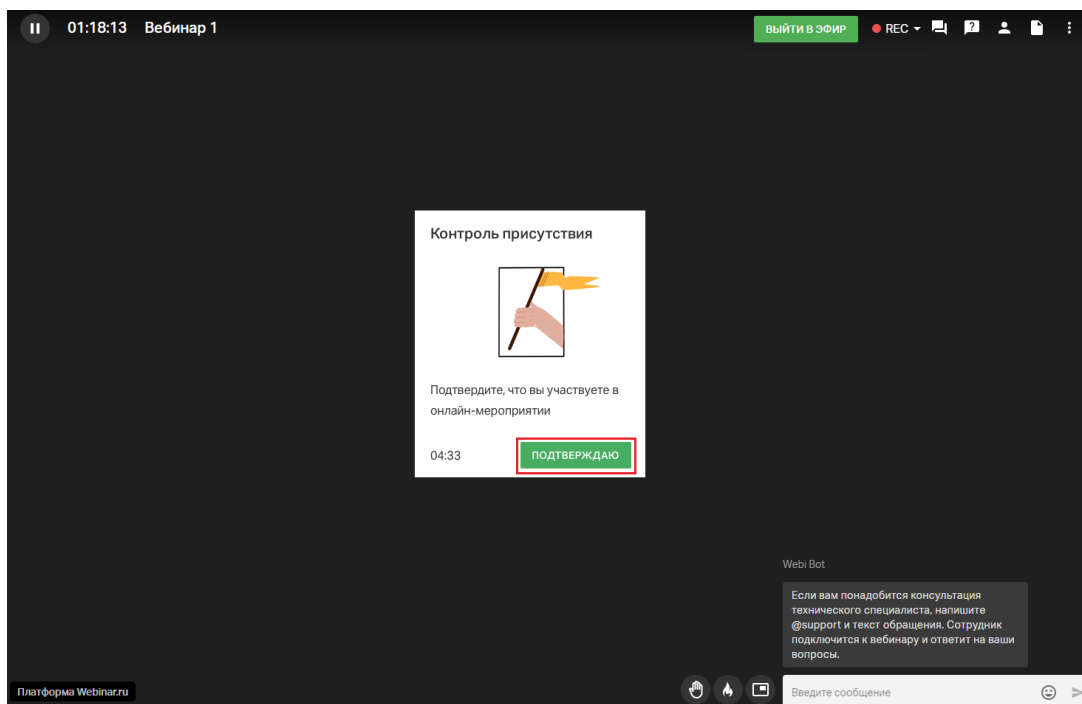 01:18:13 Вебинар 1
ВЫЙТИ В ЭФИР
REC
?
Контроль присутствия
Подтвердите, что вы участвуете в
онлайн-мероприятии
04:33 ПОДТВЕРЖДАЮ
Webi Bot
Если вам понадобится консультация
технического специалиста, напишите
@support и текст обращения. Сотрудник
подключится к вебинару и ответит на ваши
вопросы.
Платформа Webinar.ru
Введите сообщение